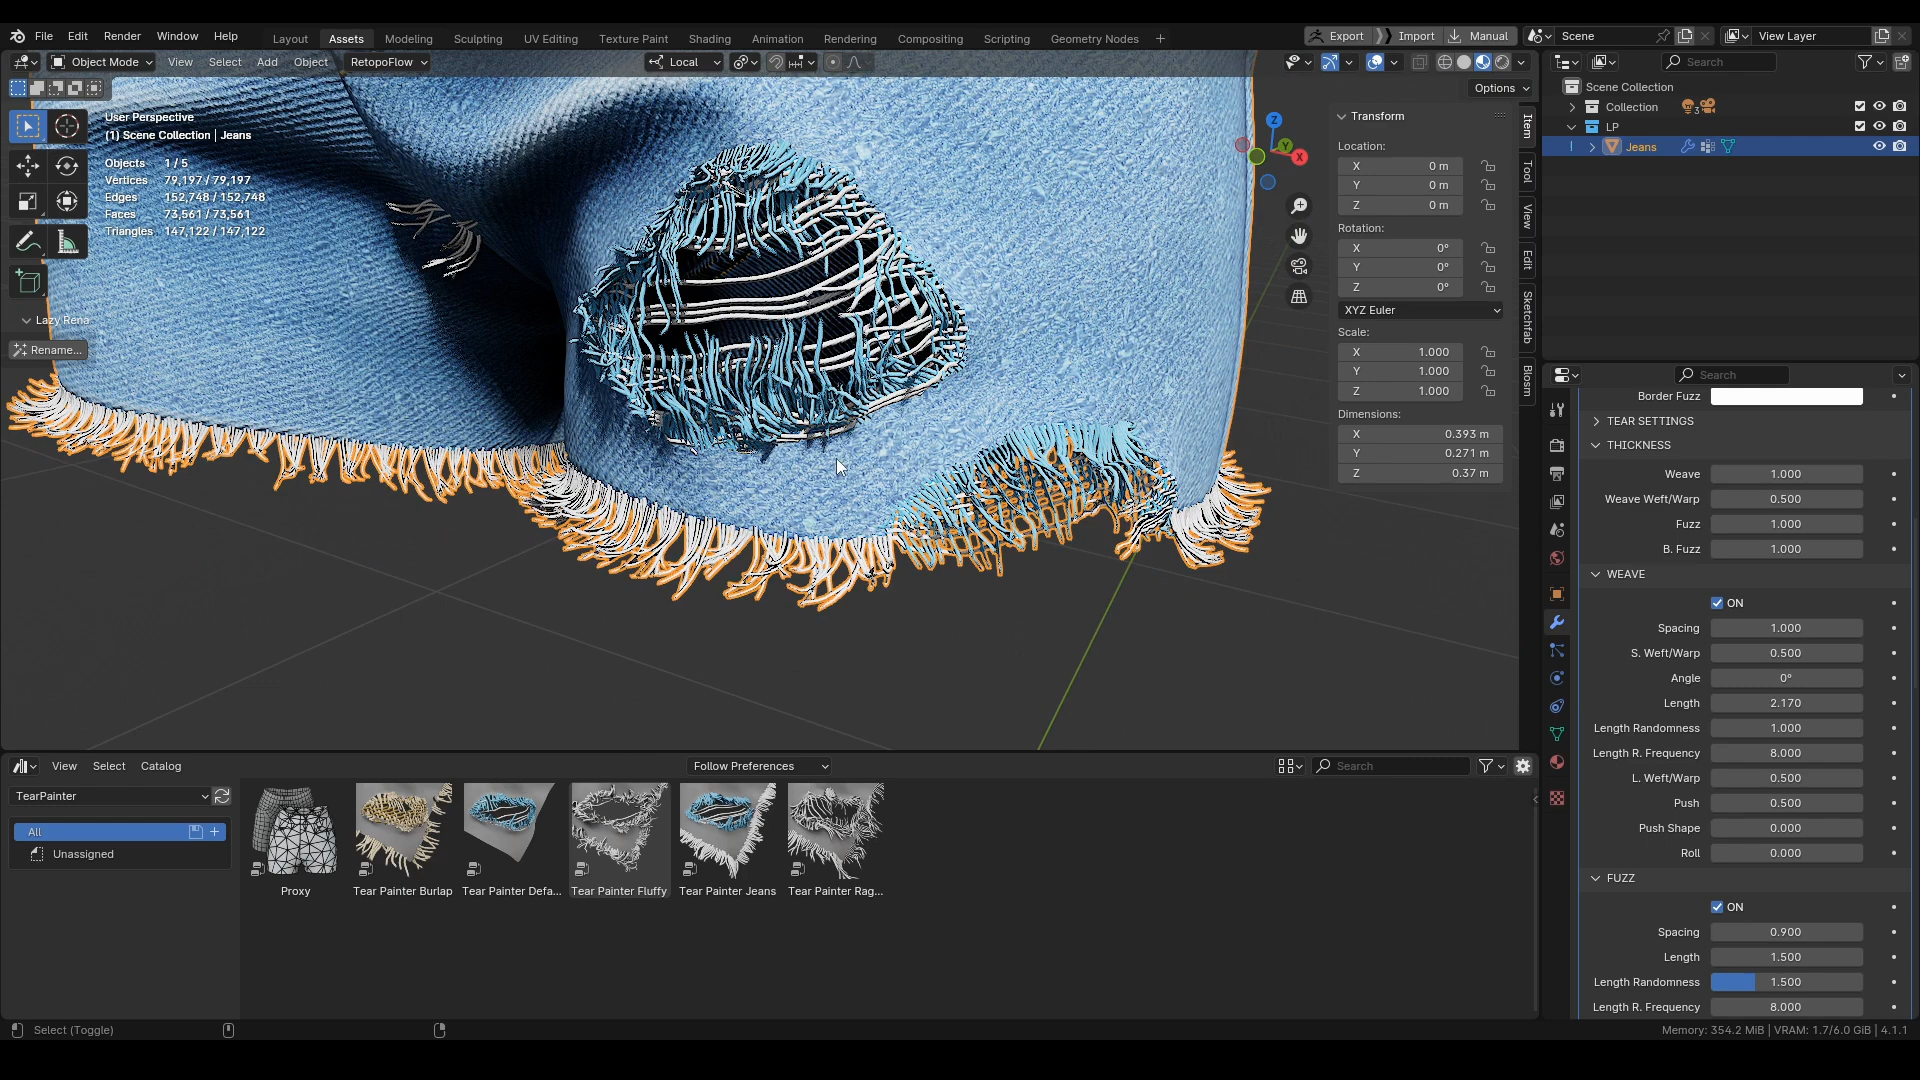 File Edit Render Window Help Layout Assets Modeling Sculpting UV Editing Texture Paint Shading Animation Rendering Compositing Scripting Geometry Nodes + Export Import Manual Scene View Layer
Object Mode View Select Add Object RetopoFlow Local Search
Options
User Perspective
(1) Scene Collection | Jeans
Objects 1 / 5
Vertices 79,197 / 79,197
Edges 152,748 / 152,748
Faces 73,561 / 73,561
Triangles 147,122 / 147,122
Lazy Rena
Rename...
Z
Y
X
Transform
Location:
X 0 m
Y 0 m
Z 0 m
Rotation:
X 0°
Y 0°
Z 0°
XYZ Euler
Scale:
X 1.000
Y 1.000
Z 1.000
Dimensions:
X 0.393 m
Y 0.271 m
Z 0.37 m
Item
Tool
View
Edit
Sketchfab
Blosm
Scene Collection
Collection 3
LP
Jeans
Search
Border Fuzz
TEAR SETTINGS
THICKNESS
Weave 1.000
Weave Weft/Warp 0.500
Fuzz 1.000
B. Fuzz 1.000
WEAVE
ON
Spacing 1.000
S. Weft/Warp 0.500
Angle 0°
Length 2.170
Length Randomness 1.000
Length R. Frequency 8.000
L. Weft/Warp 0.500
Push 0.500
Push Shape 0.000
Roll 0.000
FUZZ
ON
Spacing 0.900
Length 1.500
Length Randomness 1.500
Length R. Frequency 8.000
View Select Catalog Follow Preferences Search
TearPainter
All
Unassigned
Proxy Tear Painter Burlap Tear Painter Defa... Tear Painter Fluffy Tear Painter Jeans Tear Painter Rag...
Select (Toggle)
Memory: 354.2 MiB | VRAM: 1.7/6.0 GiB | 4.1.1